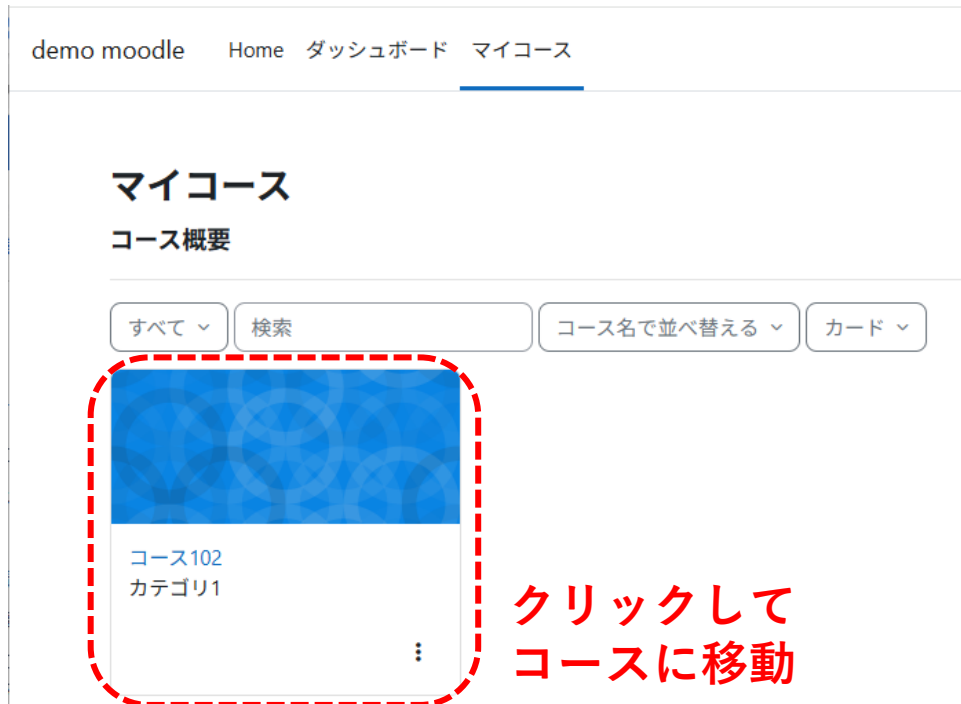 demo moodle Home ダッシュボード マイコース
マイコース
コース概要
すべて 検索 コース名で並べ替える カード
コース102
カテゴリ1
クリックして
コースに移動